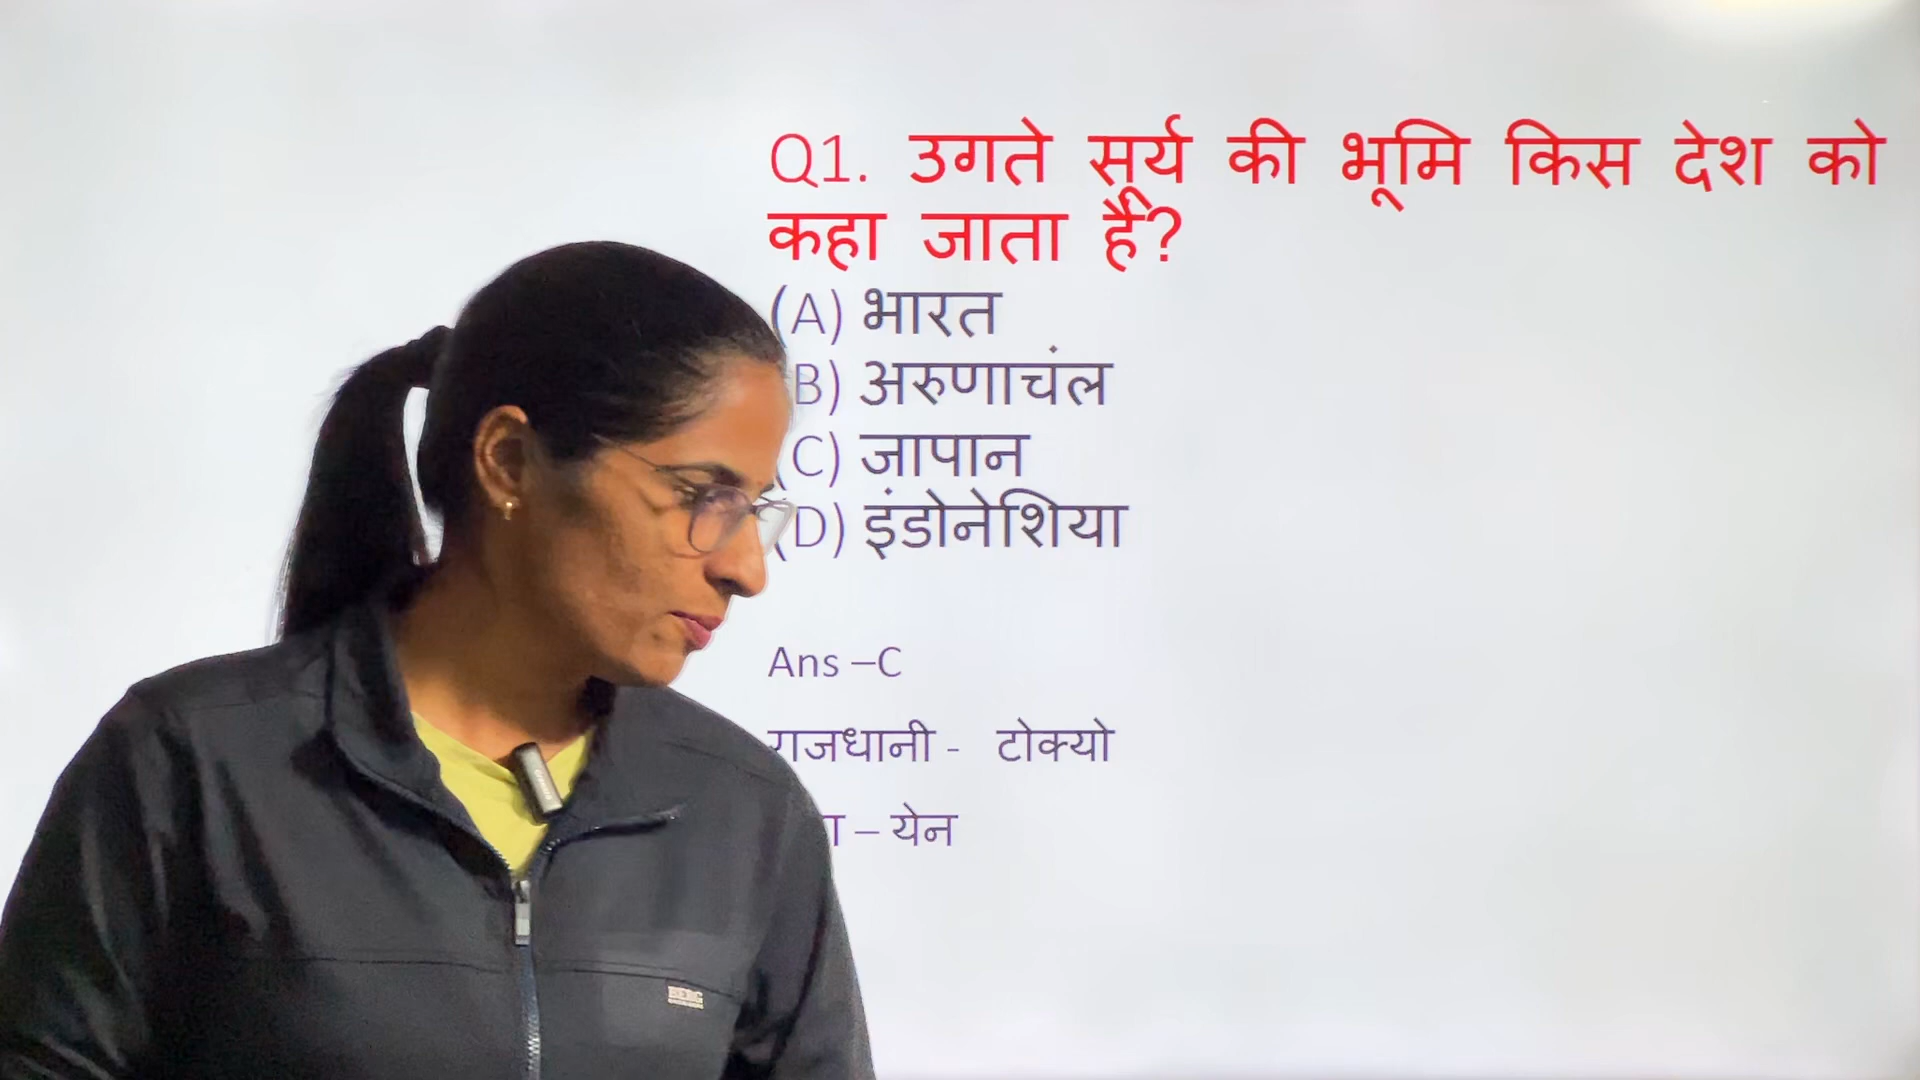 Q1. उगते सूर्य की भूमि किस देश को
कहा जाता है?
(A) भारत
(B) अरुणाचंल
(C) जापान
(D) इंडोनेशिया
Ans –C
राजधानी - टोक्यो
– येन